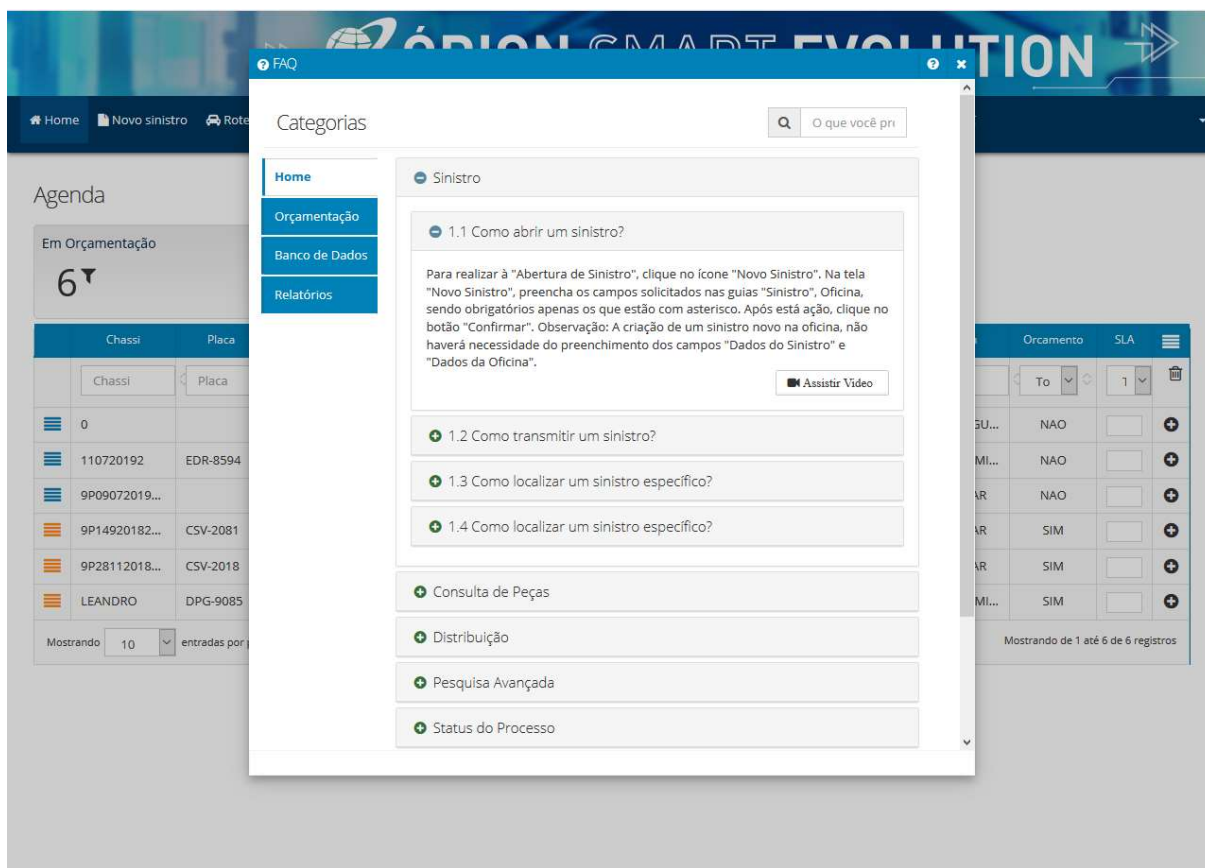 ÓRION SMART EVOLUTION
FAQ
Home Novo sinistro
Categorias
O que você
Home
Orçamentação
Banco de Dados
Relatórios
Sinistro
1.1 Como abrir um sinistro?
Para realizar à "Abertura de Sinistro", clique no ícone "Novo Sinistro". Na tela
"Novo Sinistro", preencha os campos solicitados nas guias "Sinistro", Oficina,
sendo obrigatórios apenas os que estão com asterisco. Após está ação, clique no
botão "Confirmar". Observação: A criação de um sinistro novo na oficina, não
haverá necessidade do preenchimento dos campos "Dados do Sinistro" e
"Dados da Oficina".
Assistir Video
1.2 Como transmitir um sinistro?
1.3 Como localizar um sinistro específico?
1.4 Como localizar um sinistro específico?
Consulta de Peças
Distribuição
Pesquisa Avançada
Status do Processo
Agenda
Em Orçamentação
6
Chassi Placa Orcamento SLA
Chassi Placa To 1
0 NAO
110720192 EDR-8594 NAO
9P09072019... NAO
9P14920182... CSV-2081 SIM
9P28112018... CSV-2018 SIM
LEANDRO DPG-9085 SIM
Mostrando 10 entradas por Mostrando de 1 até 6 de 6 registros